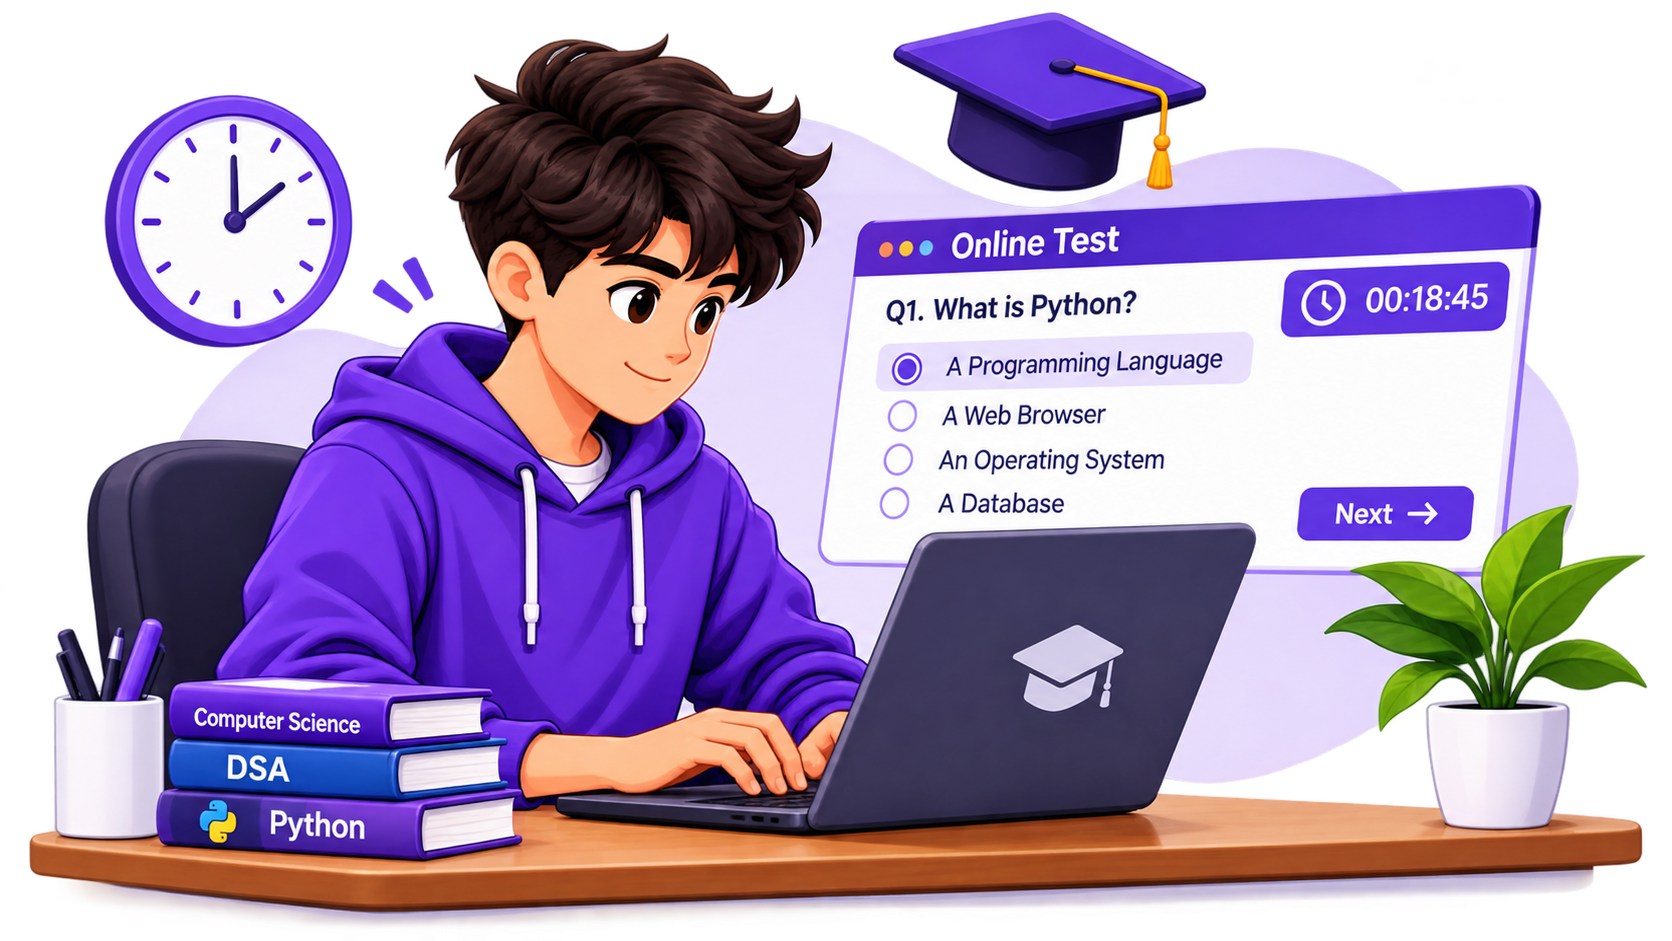 Online Test
00:18:45
Q1. What is Python?
A Programming Language
A Web Browser
An Operating System
A Database
Next →
Computer Science
DSA
Python